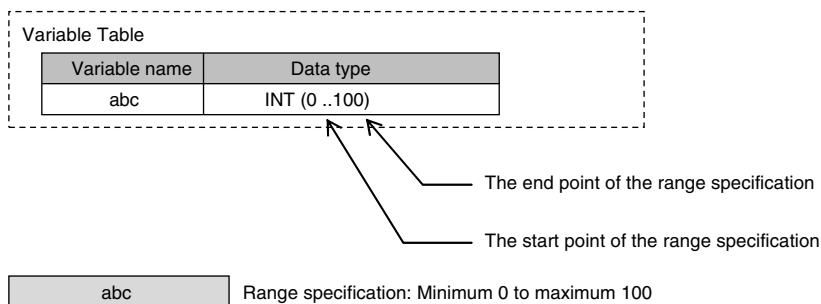 Variable Table
Variable name Data type
abc INT (0 ..100)
The end point of the range specification
The start point of the range specification
abc Range specification: Minimum 0 to maximum 100